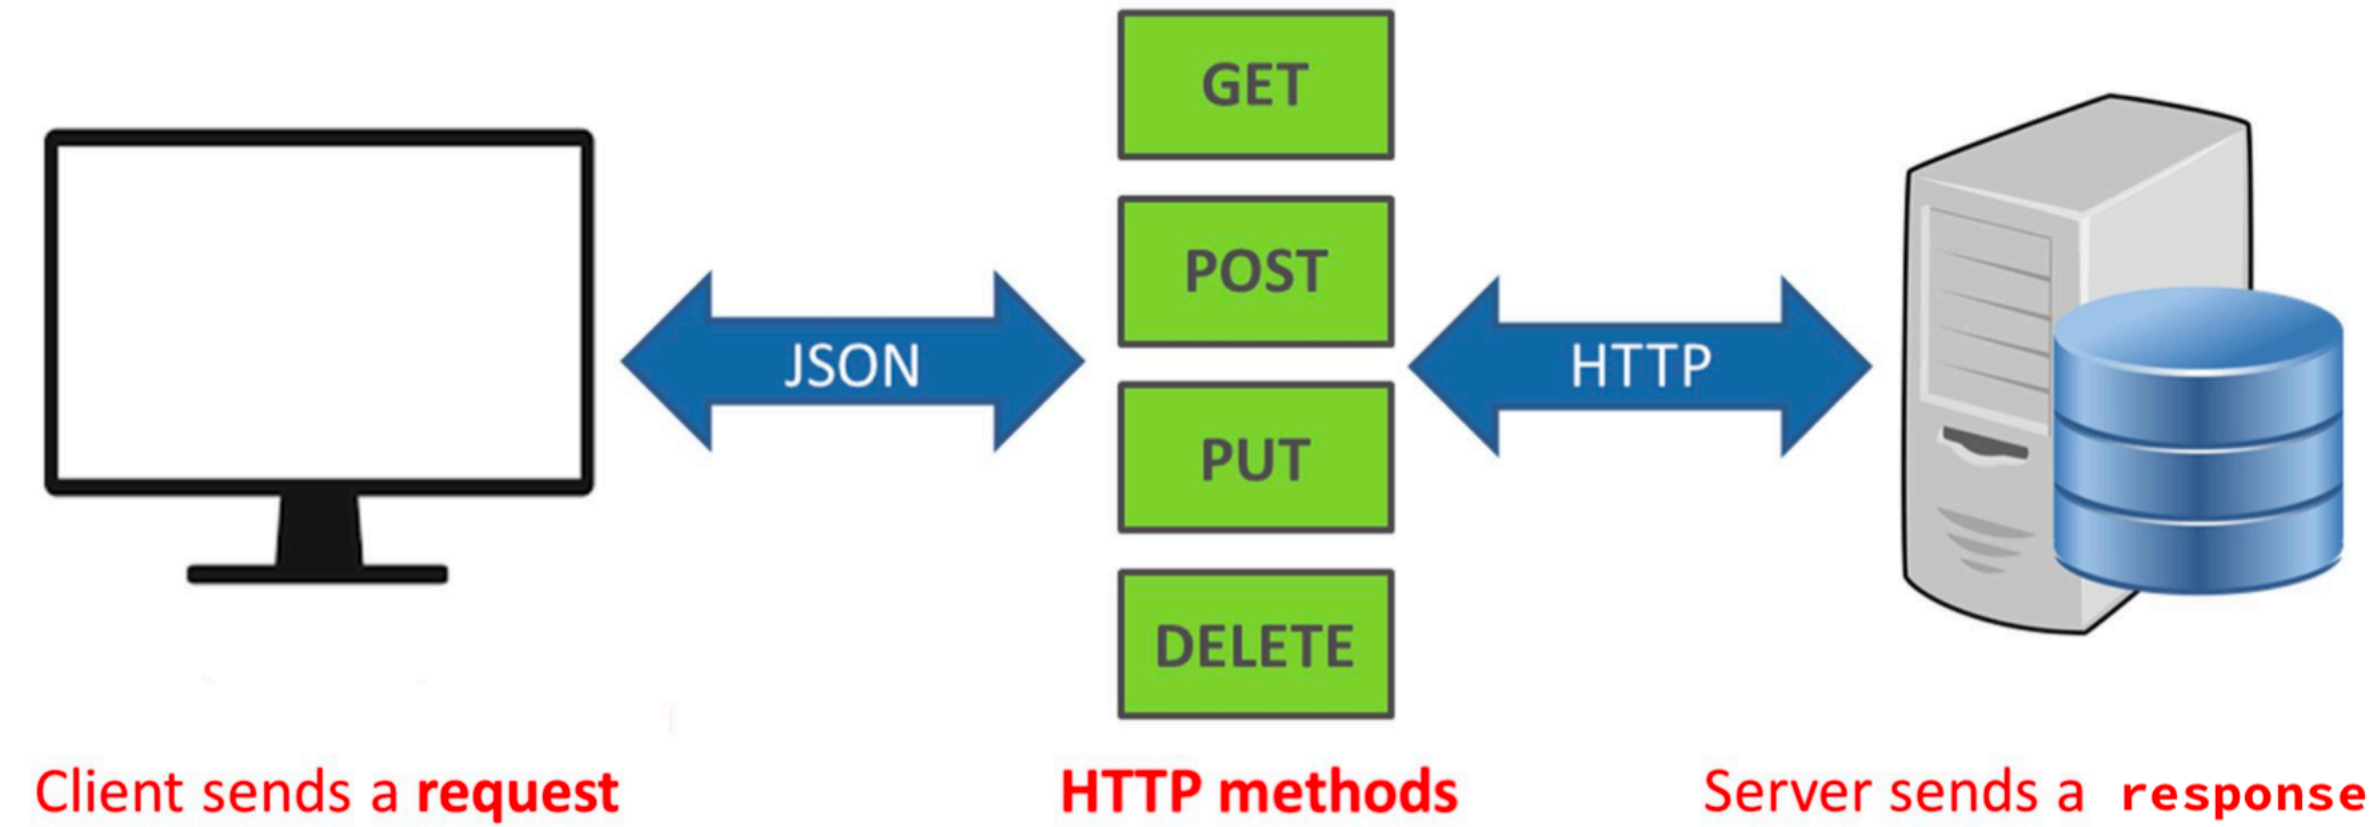 GET
POST
JSON
HTTP
PUT
DELETE
Client sends a request
HTTP methods
Server sends a response